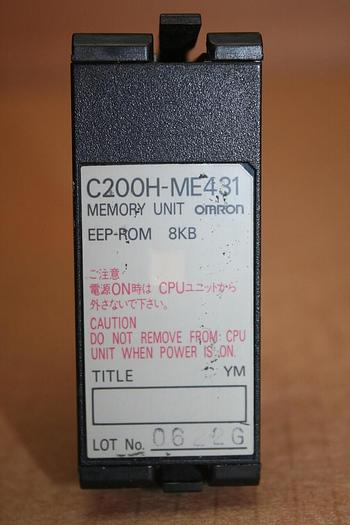 C200H-ME431
MEMORY UNIT OMRON
EEP-ROM 8KB
ご注意
電源ON時は CPUユニットから
外さないで下さい。
CAUTION
DO NOT REMOVE FROM CPU
UNIT WHEN POWER IS ON.
TITLE YM
LOT No. 0622G